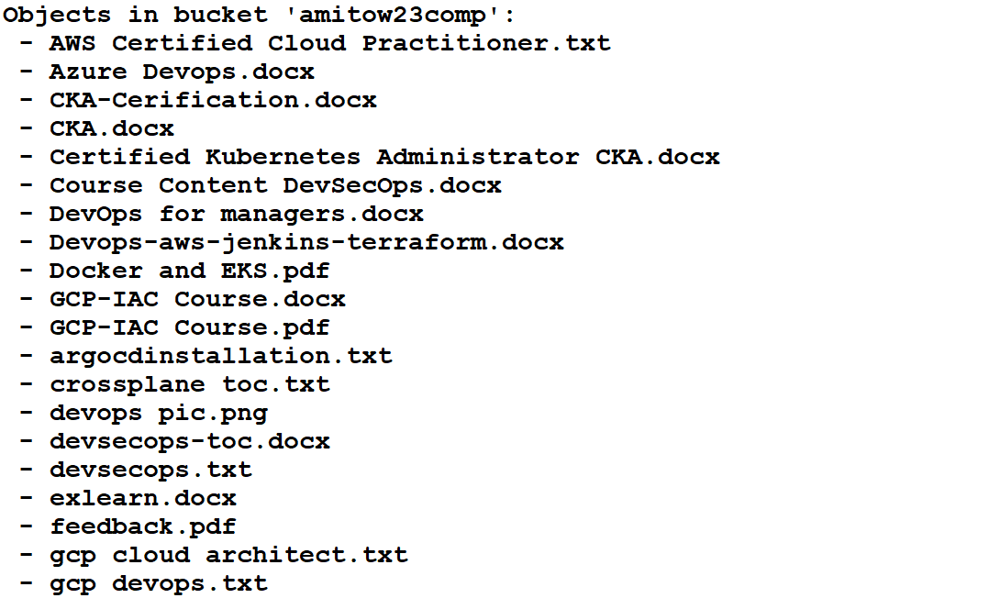 Objects in bucket 'amitow23comp':
- AWS Certified Cloud Practitioner.txt
- Azure Devops.docx
- CKA-Cerification.docx
- CKA.docx
- Certified Kubernetes Administrator CKA.docx
- Course Content DevSecOps.docx
- DevOps for managers.docx
- Devops-aws-jenkins-terraform.docx
- Docker and EKS.pdf
- GCP-IAC Course.docx
- GCP-IAC Course.pdf
- argocdinstallation.txt
- crossplane toc.txt
- devops pic.png
- devsecops-toc.docx
- devsecops.txt
- exlearn.docx
- feedback.pdf
- gcp cloud architect.txt
- gcp devops.txt